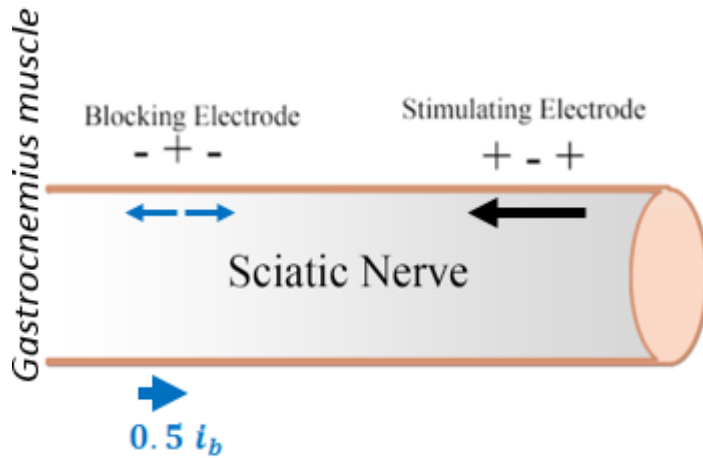 Gastrocnemius muscle
Blocking Electrode
- + -
Stimulating Electrode
+ - +
Sciatic Nerve
0.5 i_b